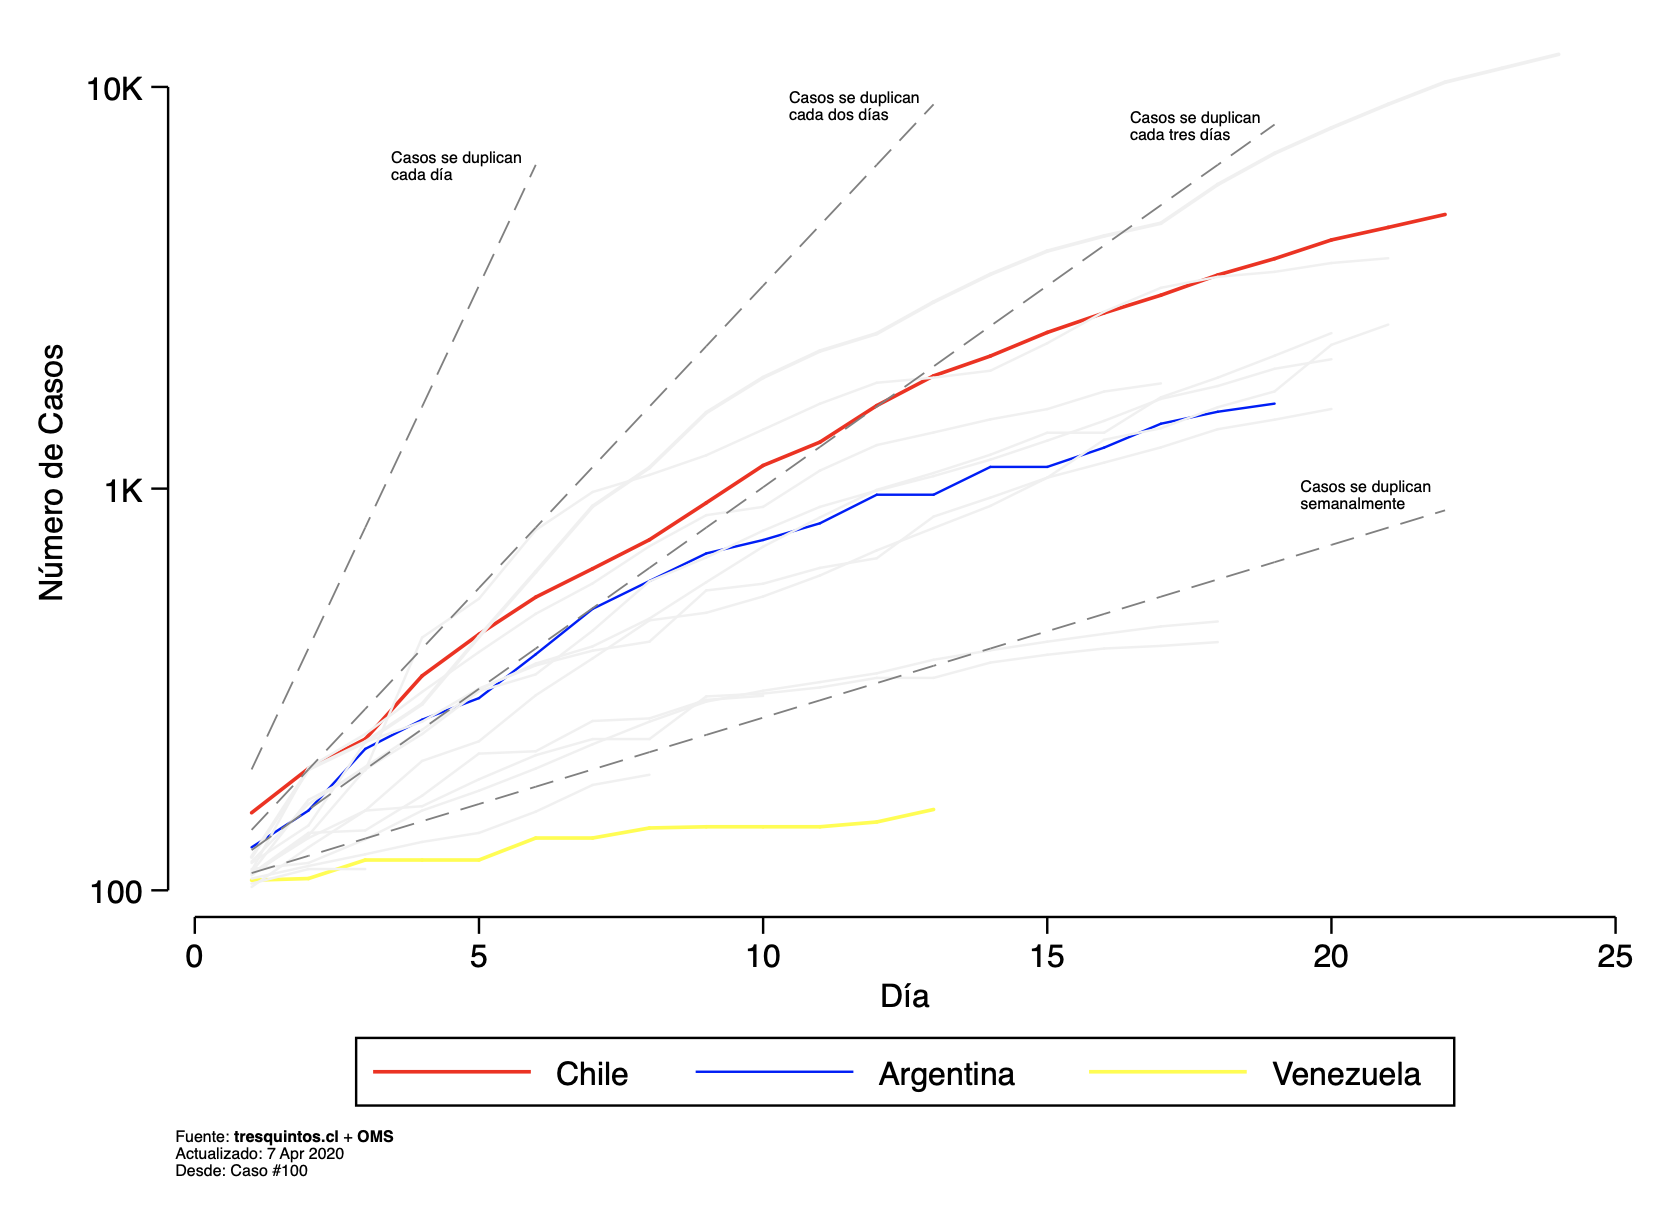 10K
1K
100
Número de Casos
Casos se duplican
cada día
Casos se duplican
cada dos días
Casos se duplican
cada tres días
Casos se duplican
semanalmente
0 5 10 15 20 25
Día
Chile Argentina Venezuela
Fuente: tresquintos.cl + OMS
Actualizado: 7 Apr 2020
Desde: Caso #100